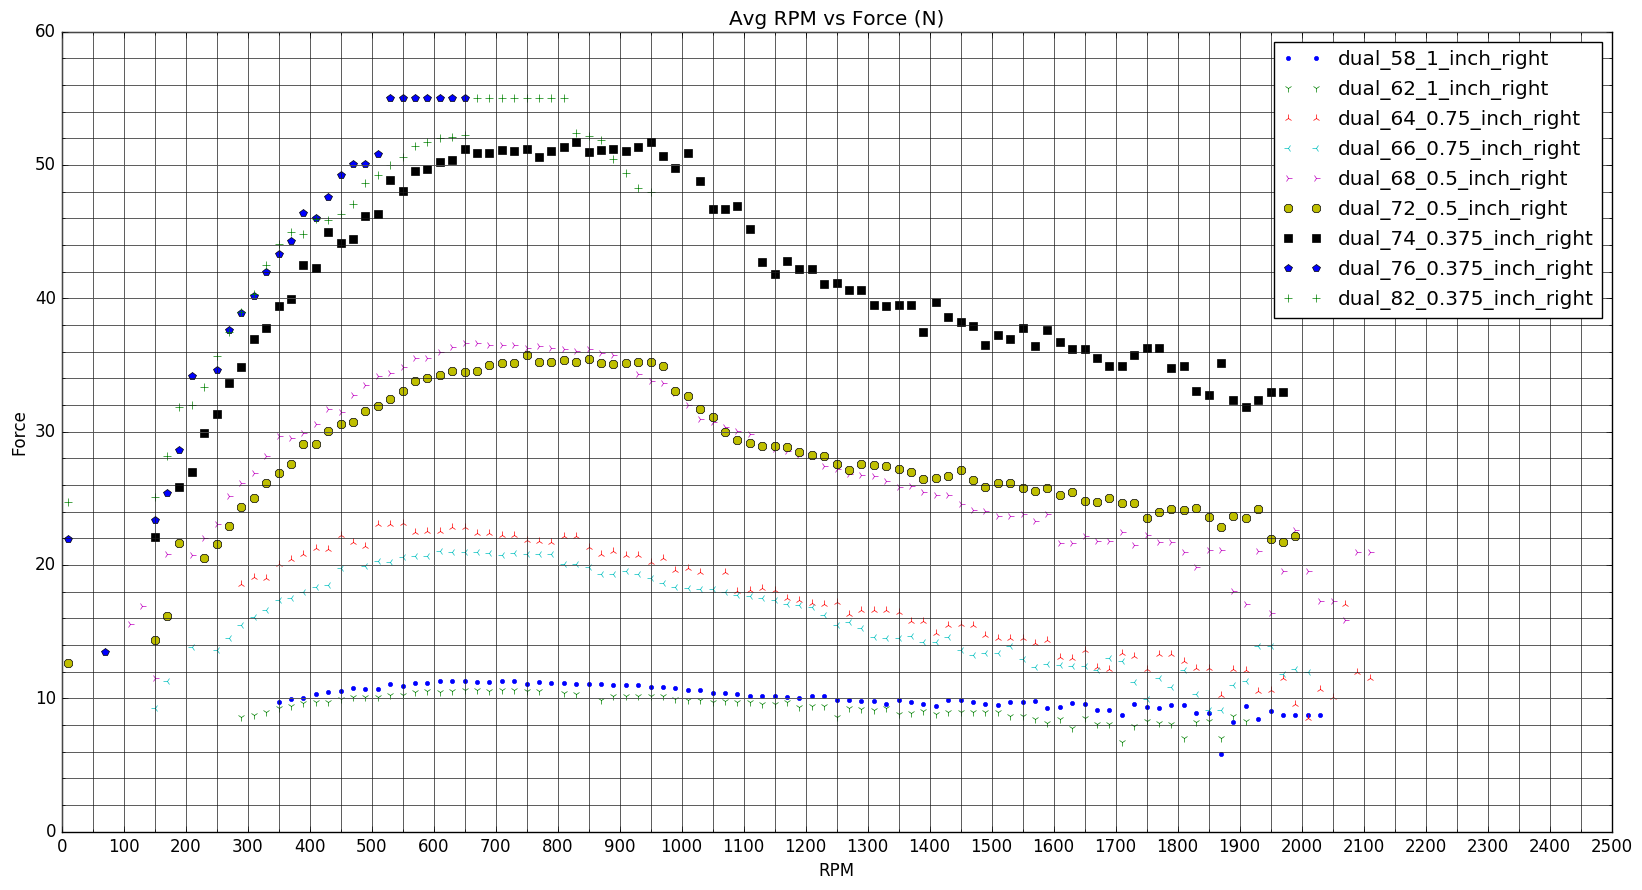 Avg RPM vs Force (N)
60
50
40
30
20
10
0
Force
0 100 200 300 400 500 600 700 800 900 1000 1100 1200 1300 1400 1500 1600 1700 1800 1900 2000 2100 2200 2300 2400 2500
RPM
dual_58_1_inch_right
dual_62_1_inch_right
dual_64_0.75_inch_right
dual_66_0.75_inch_right
dual_68_0.5_inch_right
dual_72_0.5_inch_right
dual_74_0.375_inch_right
dual_76_0.375_inch_right
dual_82_0.375_inch_right